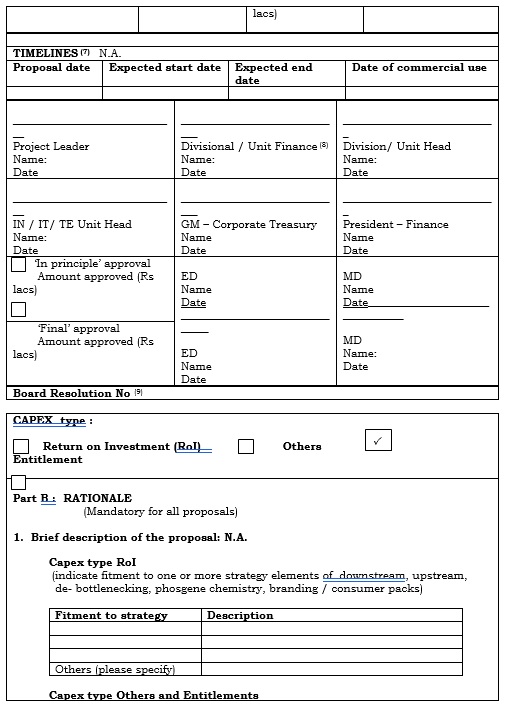 lacs)
TIMELINES (7) N.A.
Proposal date Expected start date Expected end date Date of commercial use
Project Leader
Name:
Date
Divisional / Unit Finance (8)
Name:
Date
Division/ Unit Head
Name:
Date
IN / IT/ TE Unit Head
Name:
Date
GM – Corporate Treasury
Name
Date
President – Finance
Name
Date
‘In principle’ approval
Amount approved (Rs
lacs)
‘Final’ approval
Amount approved (Rs
lacs)
ED
Name
Date
ED
Name
Date
MD
Name
Date
MD
Name:
Date
Board Resolution No (9)
CAPEX type :
Return on Investment (RoI) Others ✓
Entitlement
Part B.: RATIONALE
(Mandatory for all proposals)
1. Brief description of the proposal: N.A.
Capex type RoI
(indicate fitment to one or more strategy elements of downstream, upstream,
de- bottlenecking, phosgene chemistry, branding / consumer packs)
Fitment to strategy Description
Others (please specify)
Capex type Others and Entitlements